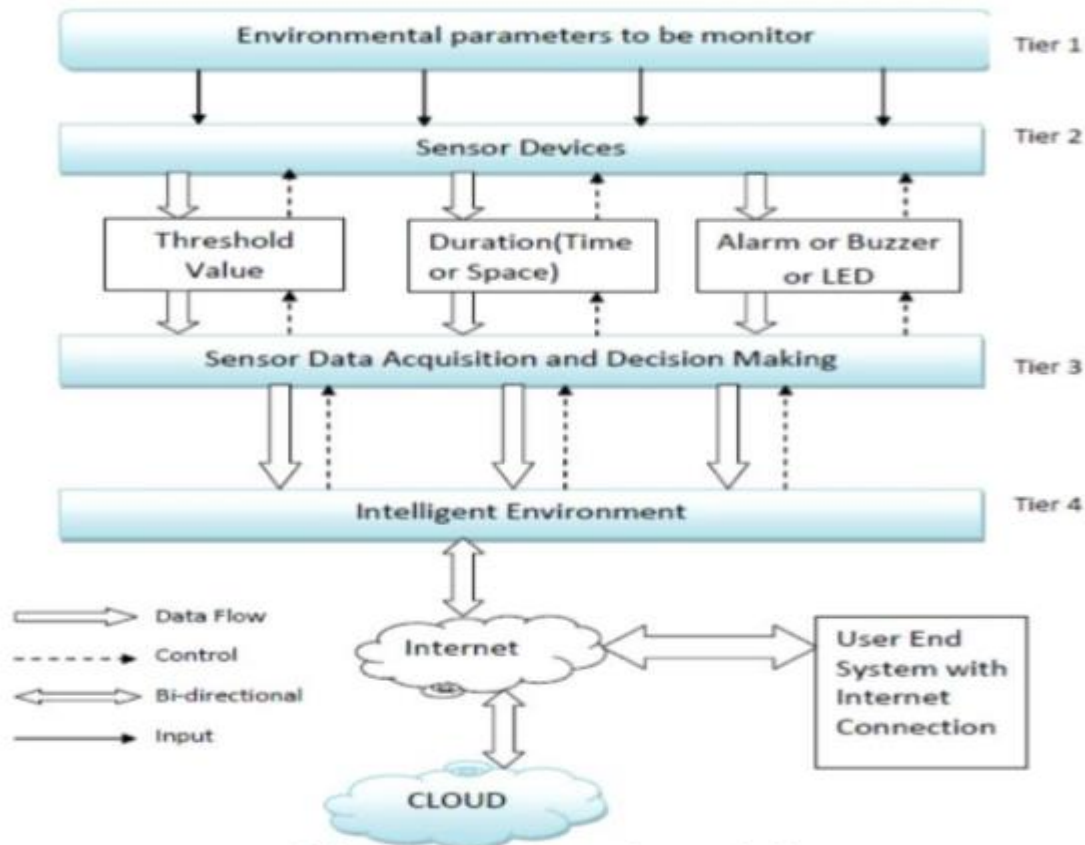 Environmental parameters to be monitor
Tier 1
Sensor Devices
Tier 2
Threshold
Value
Duration(Time
or Space)
Alarm or Buzzer
or LED
Sensor Data Acquisition and Decision Making
Tier 3
Intelligent Environment
Tier 4
Data Flow
Control
Bi-directional
Input
Internet
User End
System with
Internet
Connection
CLOUD